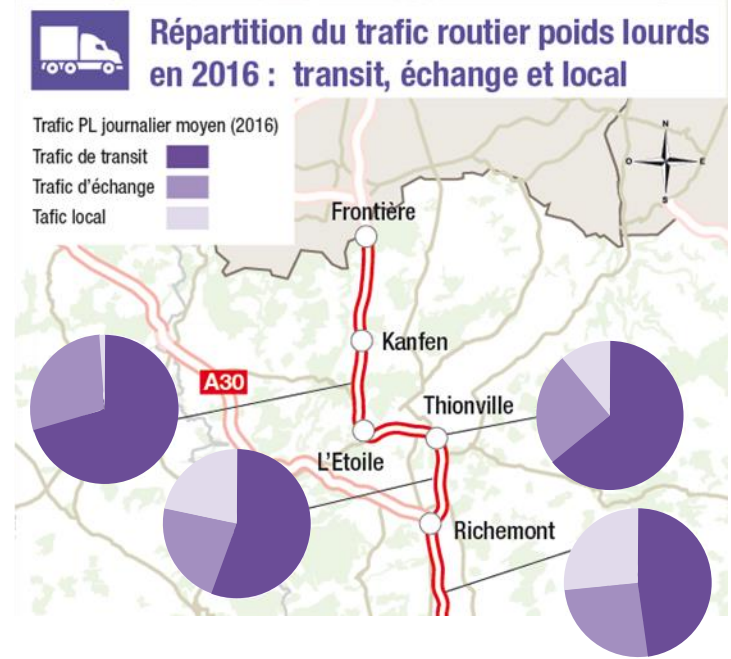 Répartition du trafic routier poids lourds
en 2016 : transit, échange et local
Trafic PL journalier moyen (2016)
Trafic de transit
Trafic d'échange
Tafic local
N
O
E
S
Frontière
Kanfen
A30
Thionville
L'Etoile
Richemont